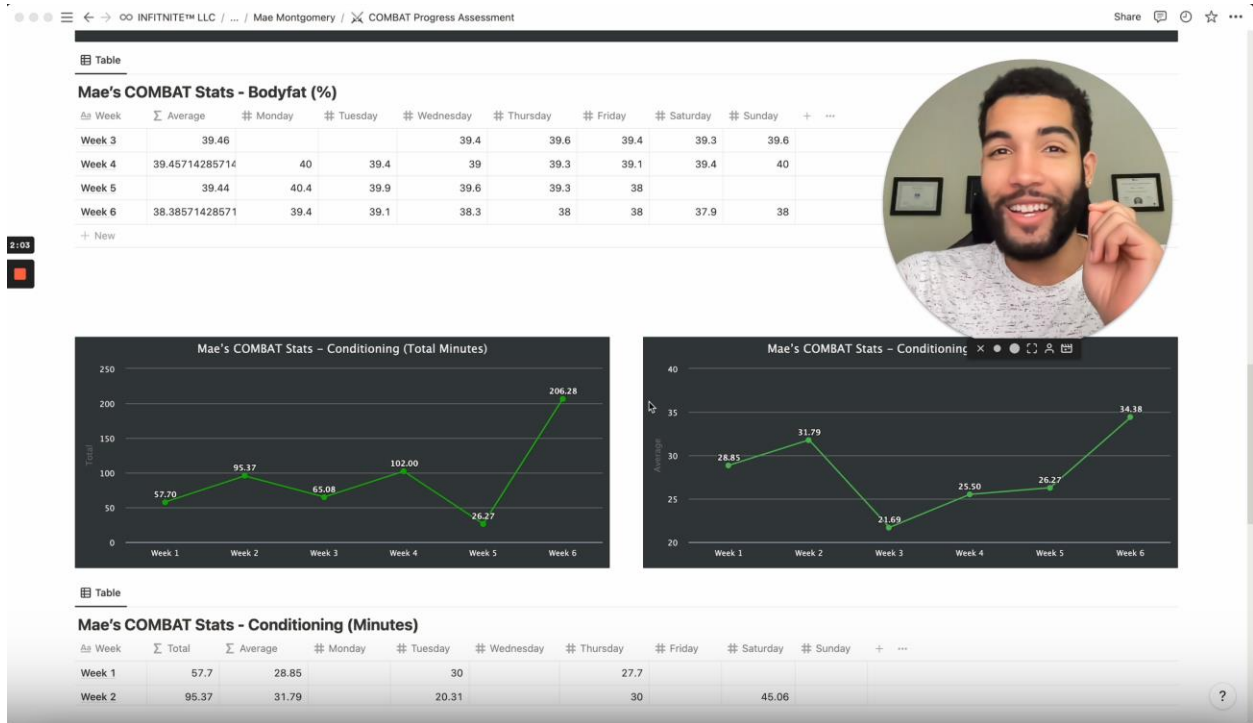 INFITNITE™ LLC / ... / Mae Montgomery / COMBAT Progress Assessment Share
Table
Mae's COMBAT Stats - Bodyfat (%)
Aa Week Σ Average # Monday # Tuesday # Wednesday # Thursday # Friday # Saturday # Sunday + ...
Week 3 39.46 39.4 39.6 39.4 39.3 39.6
Week 4 39.45714285714 40 39.4 39 39.3 39.1 39.4 40
Week 5 39.44 40.4 39.9 39.6 39.3 38
Week 6 38.38571428571 39.4 39.1 38.3 38 38 37.9 38
+ New
2:03
Mae's COMBAT Stats – Conditioning (Total Minutes)
250
200
150
100
50
0
Total
57.70
95.37
65.08
102.00
26.27
206.28
Week 1 Week 2 Week 3 Week 4 Week 5 Week 6
Mae's COMBAT Stats – Conditioning
40
35
30
25
20
Average
28.85
31.79
21.69
25.50
26.27
34.38
Week 1 Week 2 Week 3 Week 4 Week 5 Week 6
Table
Mae's COMBAT Stats - Conditioning (Minutes)
Aa Week Σ Total Σ Average # Monday # Tuesday # Wednesday # Thursday # Friday # Saturday # Sunday + ...
Week 1 57.7 28.85 30 27.7
Week 2 95.37 31.79 20.31 30 45.06
?